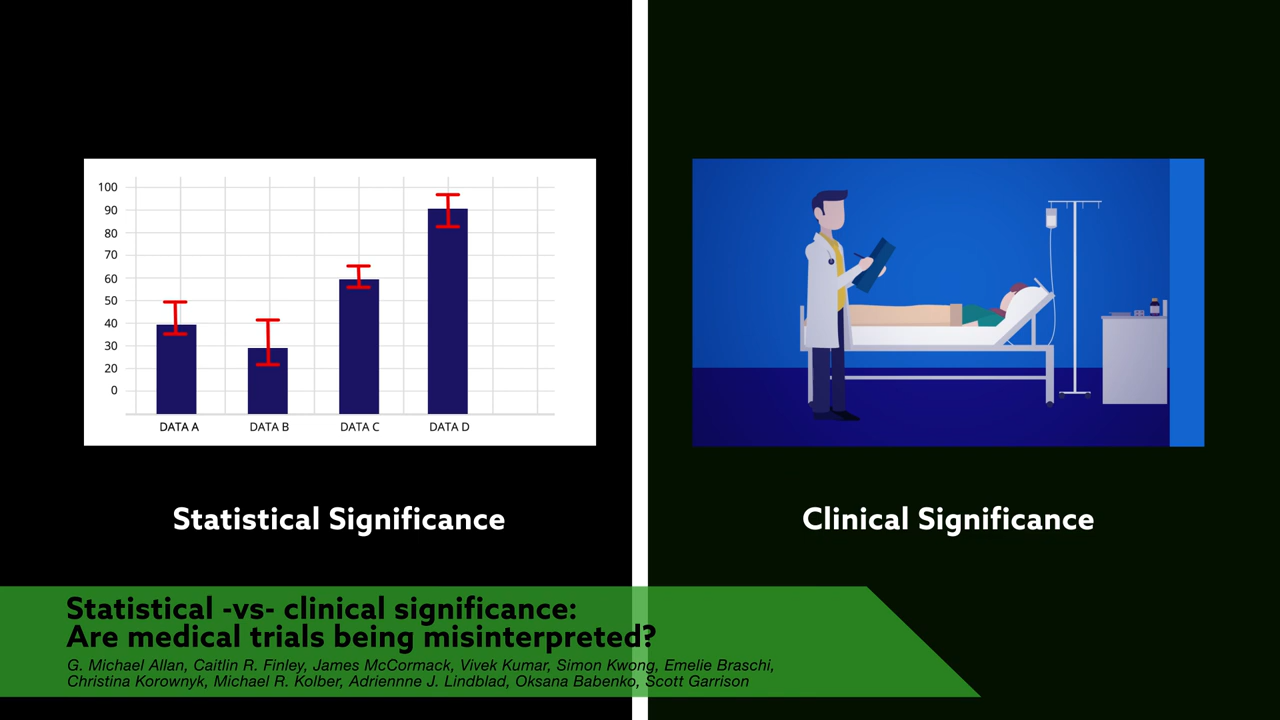 100
90
80
70
60
50
40
30
20
0
DATA A
DATA B
DATA C
DATA D
Statistical Significance
Clinical Significance
Statistical -vs- clinical significance:
Are medical trials being misinterpreted?
G. Michael Allan, Caitlin R. Finley, James McCormack, Vivek Kumar, Simon Kwong, Emelie Braschi,
Christina Korownyk, Michael R. Kolber, Adriennne J. Lindblad, Oksana Babenko, Scott Garrison